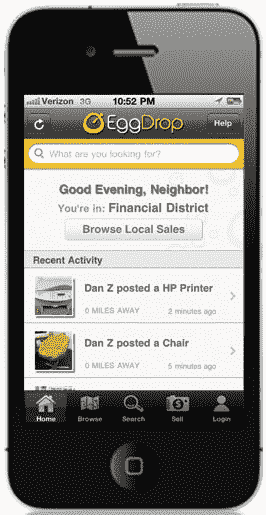 Verizon 3G 10:52 PM
EggDrop Help
What are you looking for?
Good Evening, Neighbor!
You're in: Financial District
Browse Local Sales
Recent Activity
Dan Z posted a HP Printer
0 MILES AWAY 2 minutes ago
Dan Z posted a Chair
0 MILES AWAY 5 minutes ago
Home Browse Search Sell Login